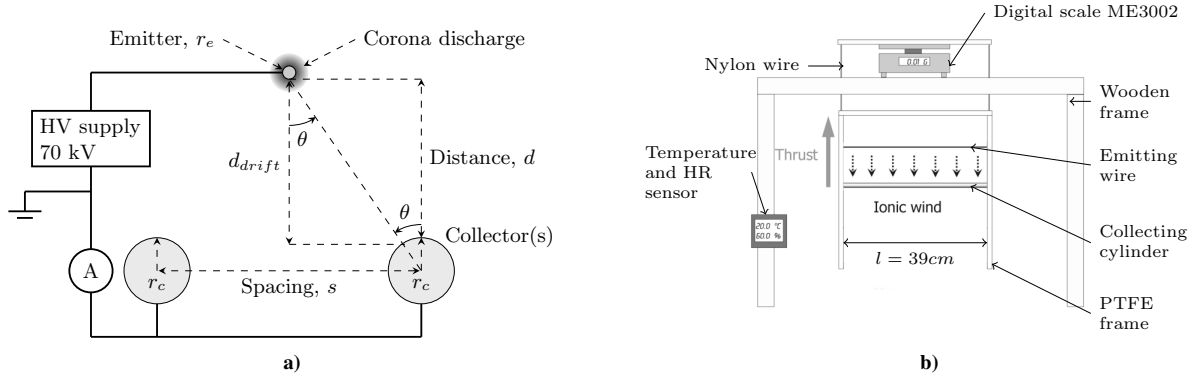 Emitter, r_e
Corona discharge
HV supply
70 kV
θ
d_{drift}
Distance, d
θ
Collector(s)
A
r_c
r_c
Spacing, s
a)
Digital scale ME3002
0.01 G
Nylon wire
Wooden
frame
Temperature
and HR
sensor
Thrust
Emitting
wire
Ionic wind
20.0 °C
60.0 %
Collecting
cylinder
l = 39cm
PTFE
frame
b)